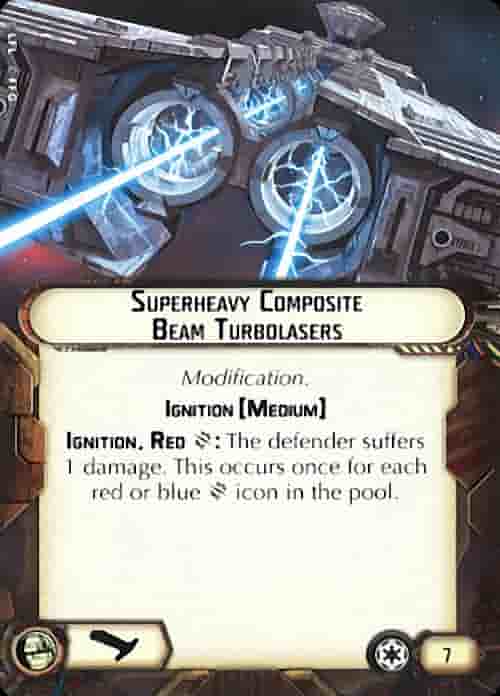 Superheavy Composite
Beam Turbolasers
Modification.
Ignition [Medium]
Ignition, Red : The defender suffers
1 damage. This occurs once for each
red or blue icon in the pool.
7